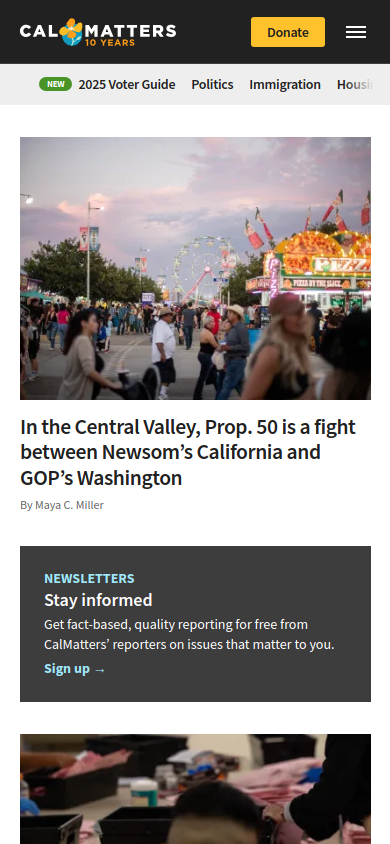 CALMATTERS
10 YEARS
Donate
NEW 2025 Voter Guide Politics Immigration Housi
PIZZA
PIZZA BY THE SLICE
In the Central Valley, Prop. 50 is a fight
between Newsom’s California and
GOP’s Washington
By Maya C. Miller
NEWSLETTERS
Stay informed
Get fact-based, quality reporting for free from
CalMatters’ reporters on issues that matter to you.
Sign up →